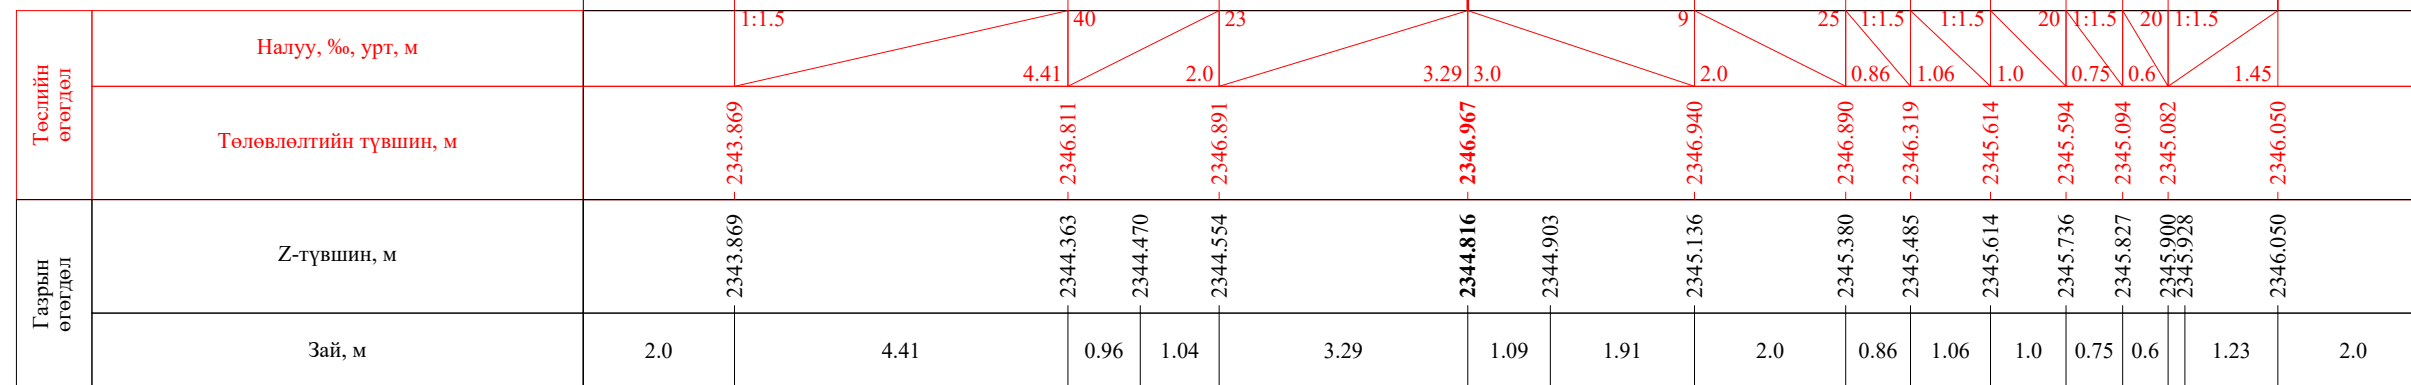 Төслийн
өгөгдөл
Налуу, ‰, урт, м
1:1.5 40 23 9 25 1:1.5 1:1.5 20 1:1.5 20 1:1.5
4.41 2.0 3.29 3.0 2.0 0.86 1.06 1.0 0.75 0.6 1.45
Төлөвлөлтийн түвшин, м
2343.869 2346.811 2346.891 2346.967 2346.940 2346.890 2346.319 2345.614 2345.594 2345.094 2345.082 2346.050
Газрын
өгөгдөл
Z-түвшин, м
2343.869 2344.363 2344.470 2344.554 2344.816 2344.903 2345.136 2345.380 2345.485 2345.614 2345.736 2345.827 2345.900 2345.928 2346.050
Зай, м
2.0 4.41 0.96 1.04 3.29 1.09 1.91 2.0 0.86 1.06 1.0 0.75 0.6 1.23 2.0